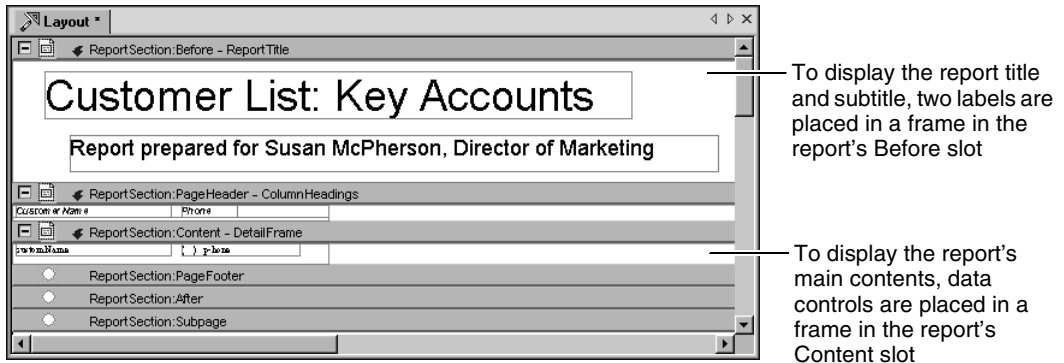 Layout *
ReportSection:Before - ReportTitle
Customer List: Key Accounts
Report prepared for Susan McPherson, Director of Marketing
ReportSection:PageHeader - ColumnHeadings
Customer Name Phone
ReportSection:Content - DetailFrame
( ) phone
ReportSection:PageFooter
ReportSection:After
ReportSection:Subpage
To display the report title
and subtitle, two labels are
placed in a frame in the
report's Before slot
To display the report's
main contents, data
controls are placed in a
frame in the report's
Content slot